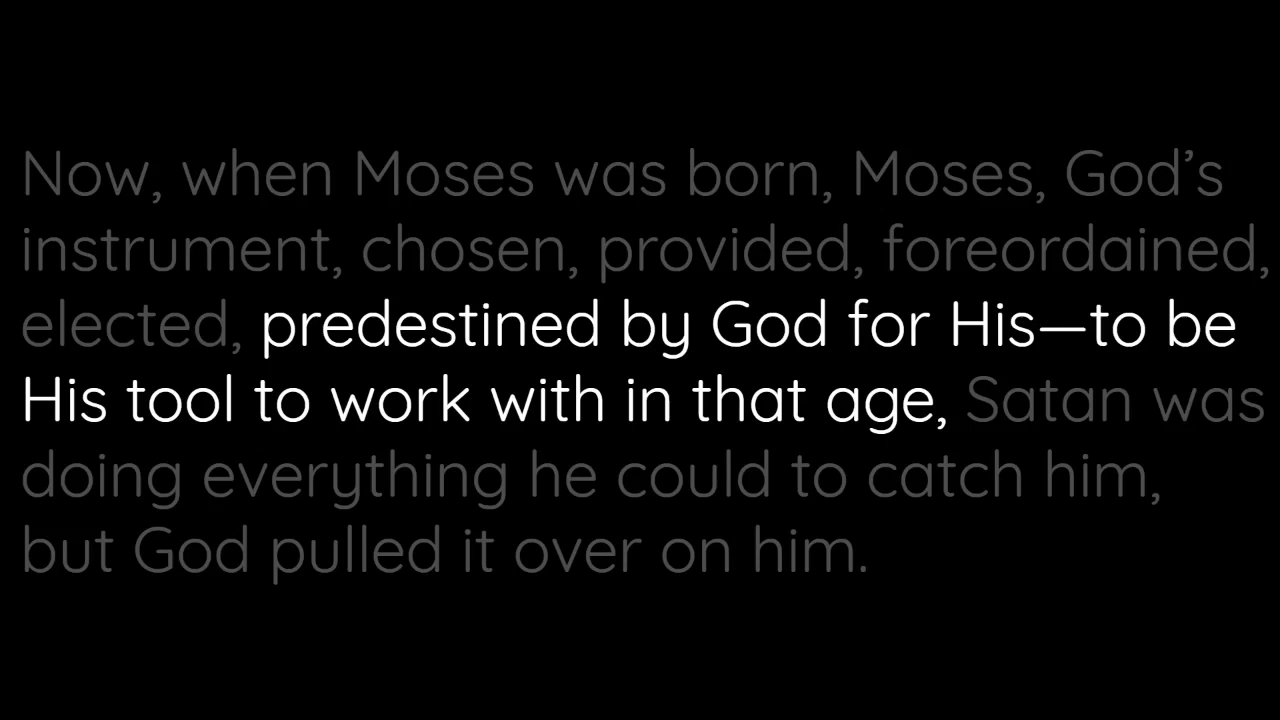 Now, when Moses was born, Moses, God’s
instrument, chosen, provided, foreordained,
elected, predestined by God for His—to be
His tool to work with in that age, Satan was
doing everything he could to catch him,
but God pulled it over on him.